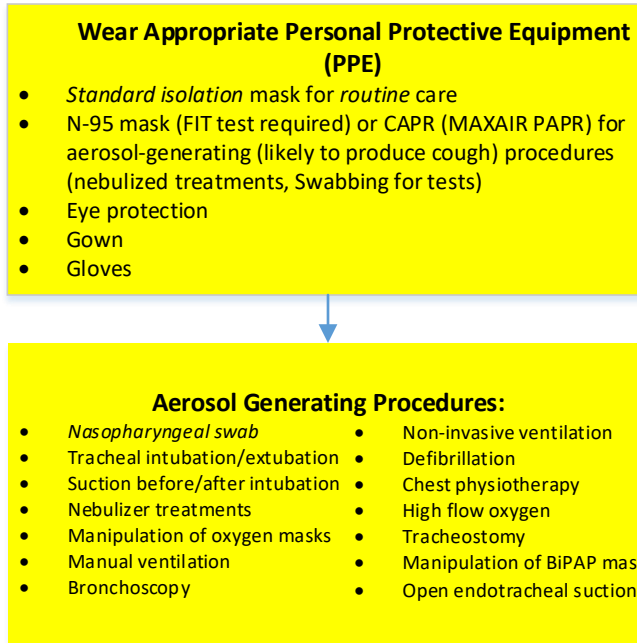 Wear Appropriate Personal Protective Equipment
(PPE)
• Standard isolation mask for routine care
• N-95 mask (FIT test required) or CAPR (MAXAIR PAPR) for
aerosol-generating (likely to produce cough) procedures
(nebulized treatments, Swabbing for tests)
• Eye protection
• Gown
• Gloves
Aerosol Generating Procedures:
• Nasopharyngeal swab
• Tracheal intubation/extubation
• Suction before/after intubation
• Nebulizer treatments
• Manipulation of oxygen masks
• Manual ventilation
• Bronchoscopy
• Non-invasive ventilation
• Defibrillation
• Chest physiotherapy
• High flow oxygen
• Tracheostomy
• Manipulation of BiPAP mas
• Open endotracheal suction